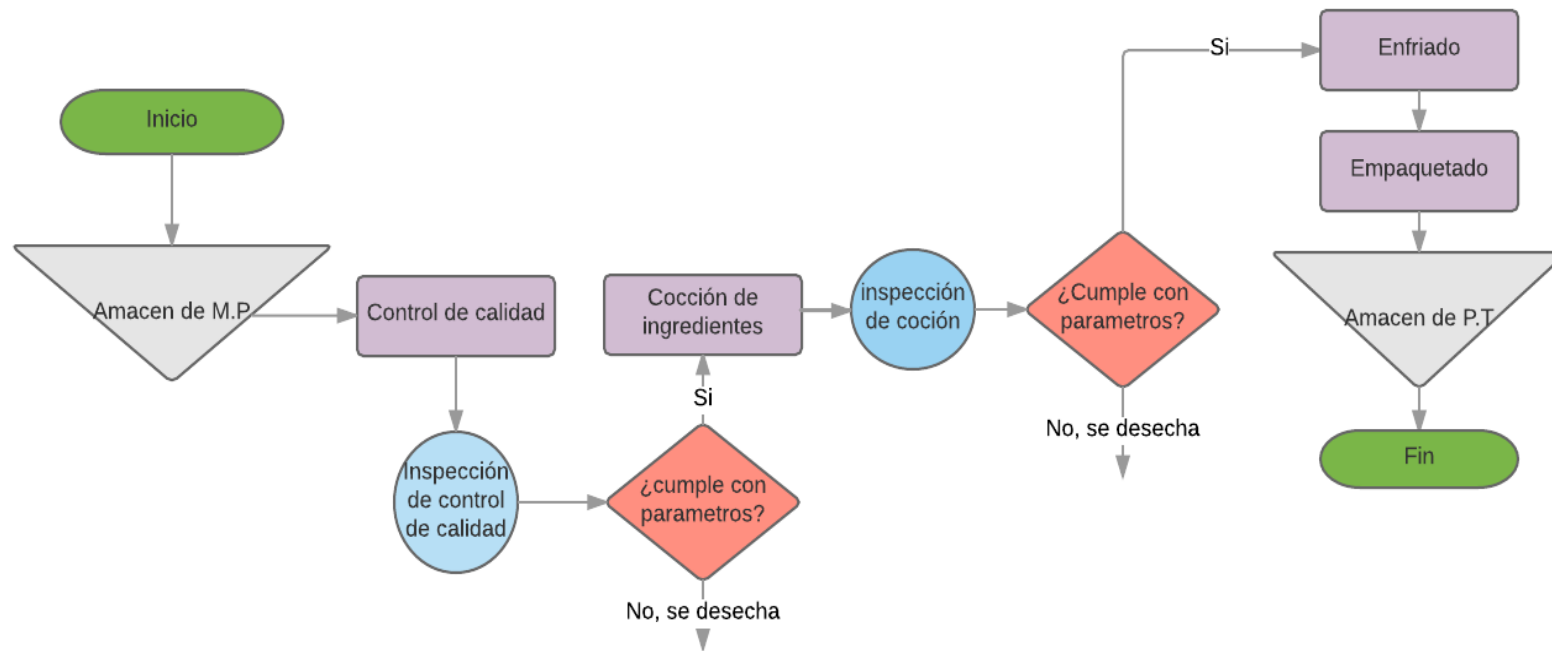 Inicio
Amacen de M.P
Control de calidad
Inspección
de control
de calidad
¿cumple con
parametros?
No, se desecha
Si
Cocción de
ingredientes
inspección
de coción
¿Cumple con
parametros?
No, se desecha
Si
Enfriado
Empaquetado
Amacen de P.T
Fin